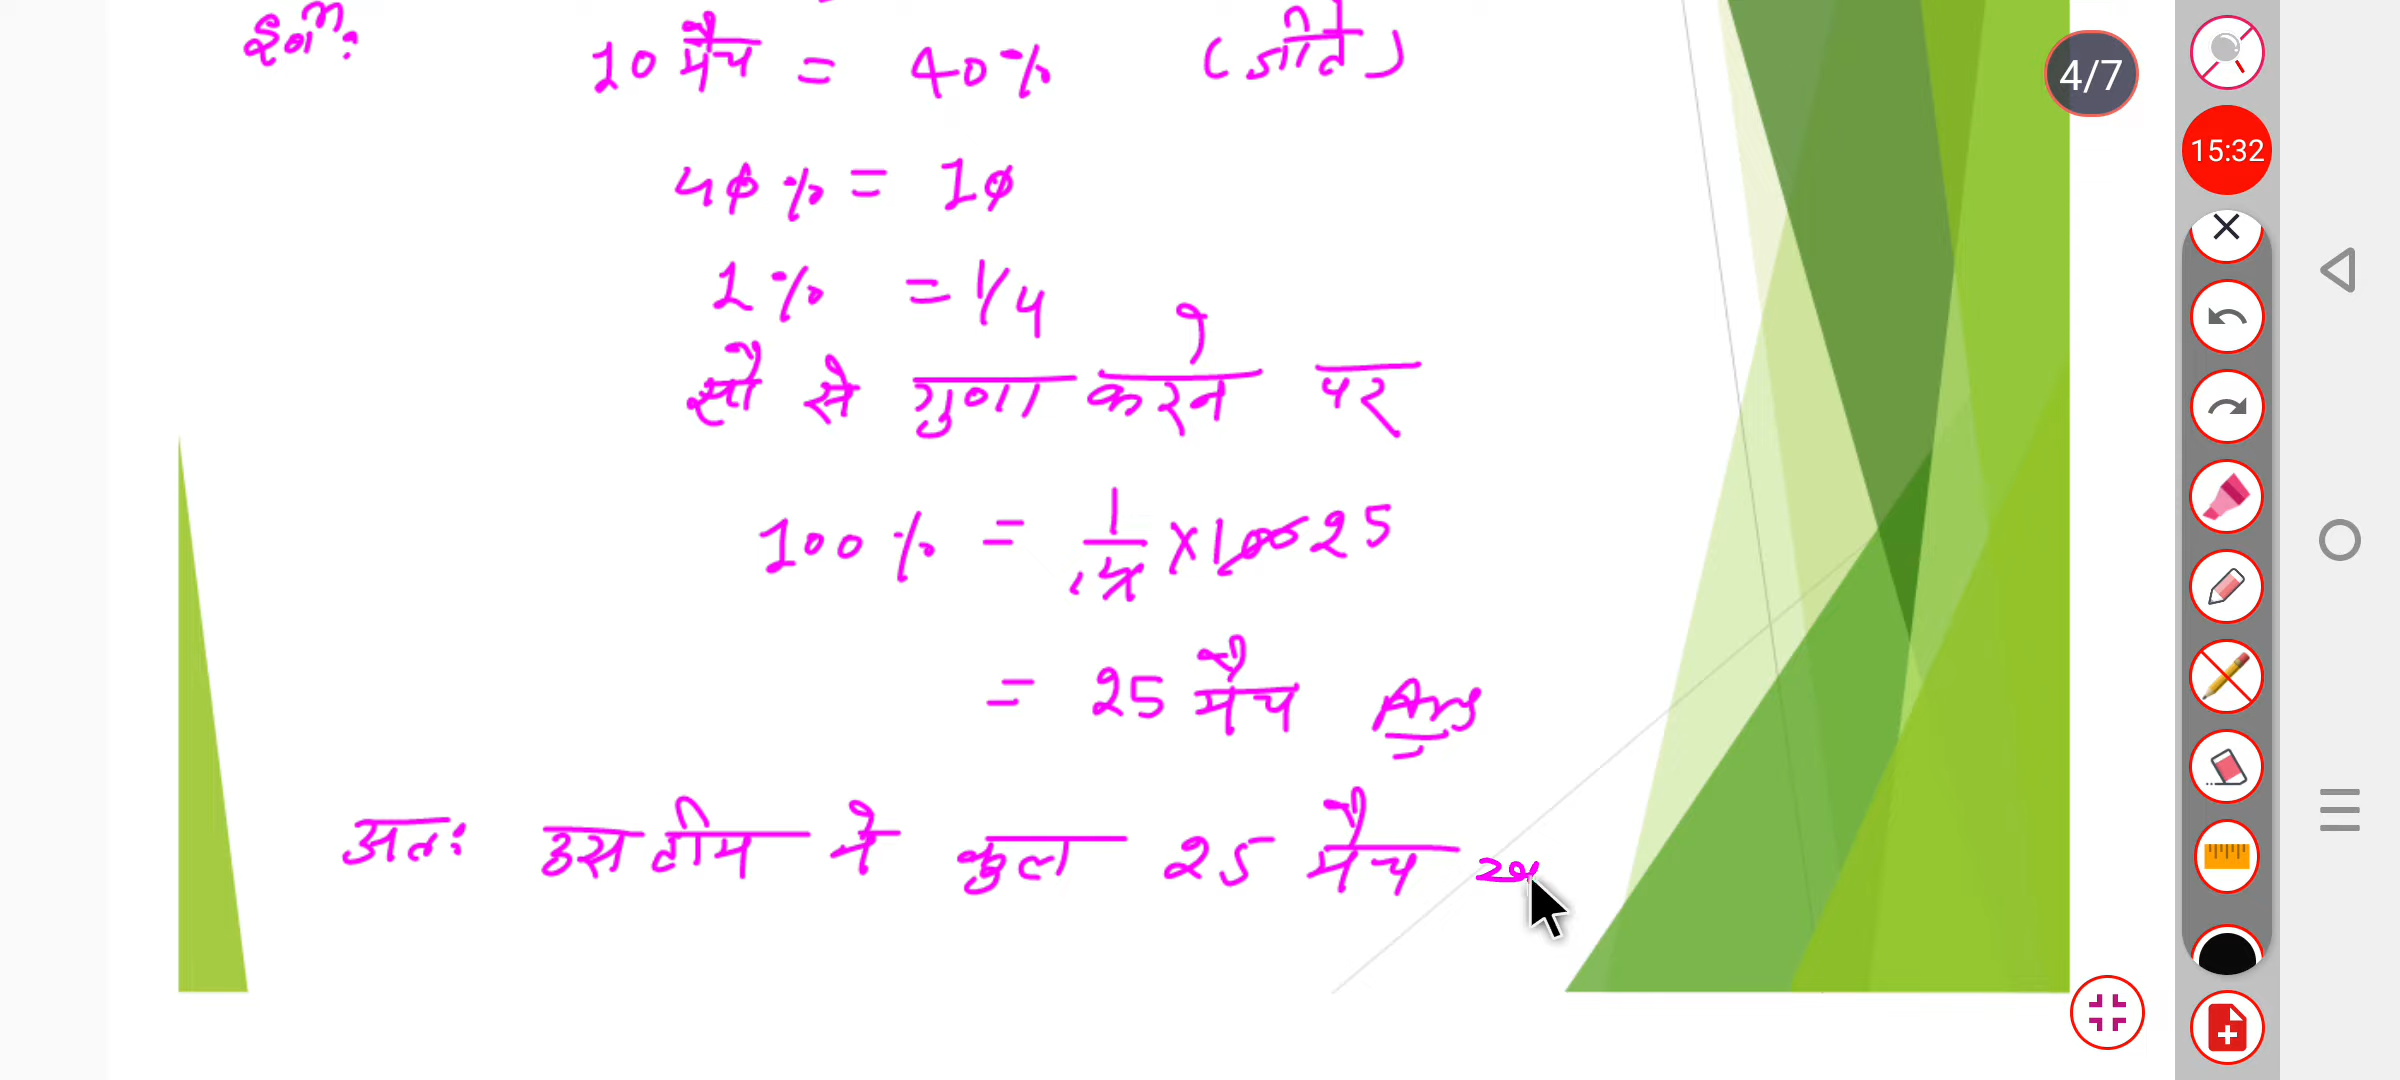 हल:
10 मैच = 40% (जीते)
40% = 10
1% = 1/4
सौ से गुणा करने पर
100% = 1/4 × 100 25
= 25 मैच Ans
अतः उस टीम ने कुल 25 मैच खे
4/7
15:32